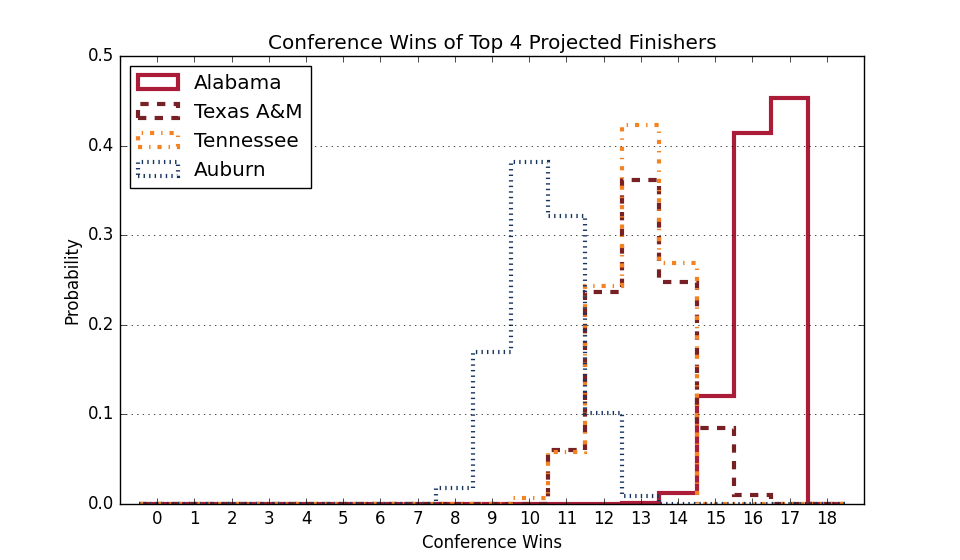 Conference Wins of Top 4 Projected Finishers
0.5
0.4
0.3
0.2
0.1
0.0
Probability
Alabama
Texas A&M
Tennessee
Auburn
0 1 2 3 4 5 6 7 8 9 10 11 12 13 14 15 16 17 18
Conference Wins